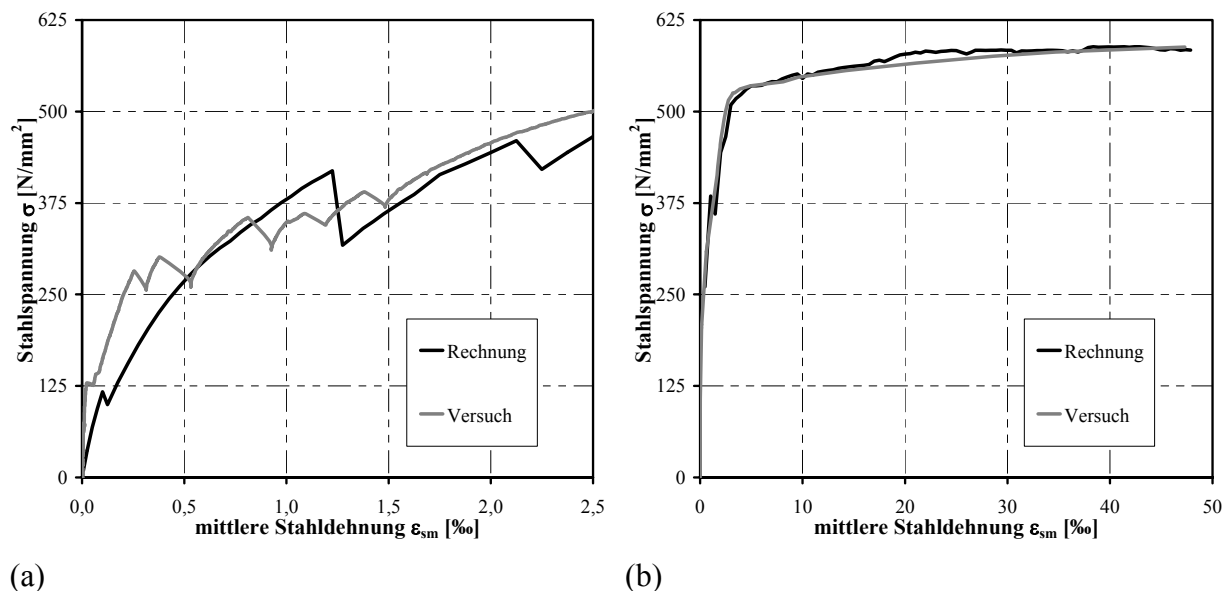 625
500
375
250
125
0
Stahlspannung σ [N/mm²]
0,0 0,5 1,0 1,5 2,0 2,5
mittlere Stahldehnung εsm [‰]
Rechnung
Versuch
(a)
625
500
375
250
125
0
Stahlspannung σ [N/mm²]
0 10 20 30 40 50
mittlere Stahldehnung εsm [‰]
Rechnung
Versuch
(b)